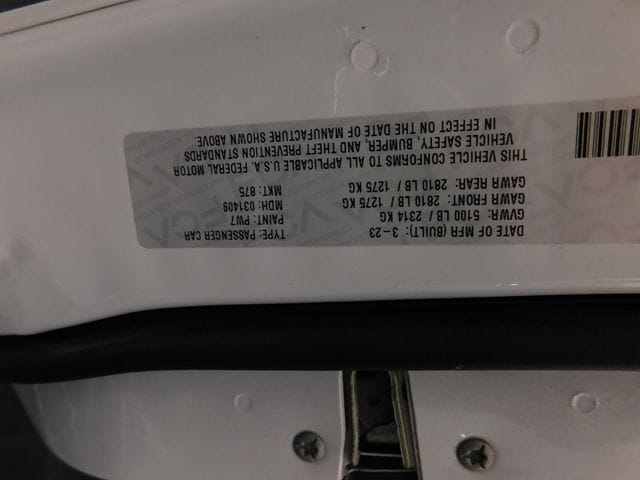 DATE OF MFR (BUILT): 3-23
GVWR: 5100 LB / 2314 KG
GAWR FRONT: 2810 LB / 1275 KG
GAWR REAR: 2810 LB / 1275 KG
TYPE: PASSENGER CAR
PAINT: PW7
MDH: 031409
MKT: 875
THIS VEHICLE CONFORMS TO ALL APPLICABLE U.S.A. FEDERAL MOTOR
VEHICLE SAFETY, BUMPER, AND THEFT PREVENTION STANDARDS
IN EFFECT ON THE DATE OF MANUFACTURE SHOWN ABOVE.